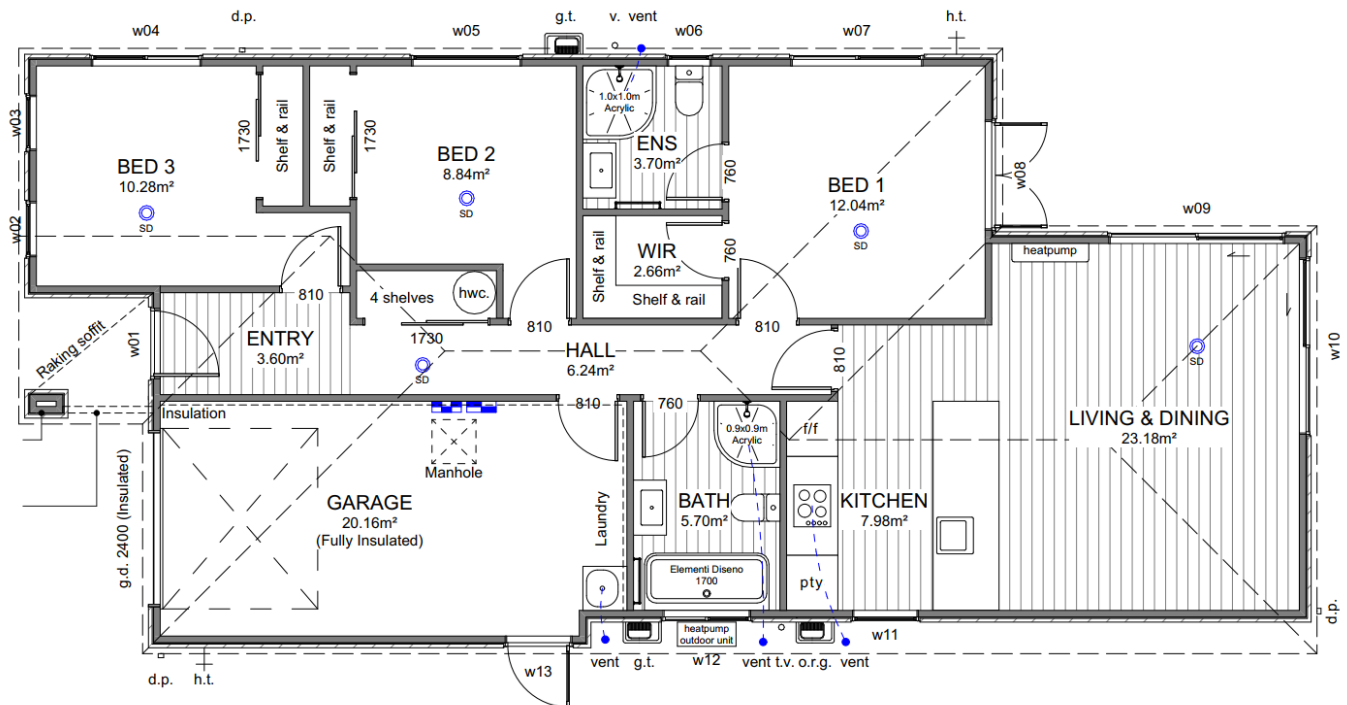 d.p.
g.t.
v.
vent
h.t.
w04
w05
w06
w07
w03
w02
BED 3
10.28m²
SD
1730
Shelf & rail
Shelf & rail
1730
BED 2
8.84m²
SD
1.0x1.0m
Acrylic
ENS
3.70m²
760
BED 1
12.04m²
SD
w08
w09
heatpump
WIR
2.66m²
760
Shelf & rail
Shelf & rail
810
4 shelves
hwc.
810
810
Raking soffit
w01
ENTRY
3.60m²
1730
SD
HALL
6.24m²
810
SD
w10
Insulation
810
760
0.9x0.9m
Acrylic
f/f
LIVING & DINING
23.18m²
Manhole
g.d. 2400 (Insulated)
GARAGE
20.16m²
(Fully Insulated)
Laundry
BATH
5.70m²
KITCHEN
7.98m²
Elementi Diseno
1700
pty
d.p.
heatpump
outdoor unit
w11
d.p.
h.t.
w13
vent
g.t.
w12
vent
t.v.
o.r.g.
vent